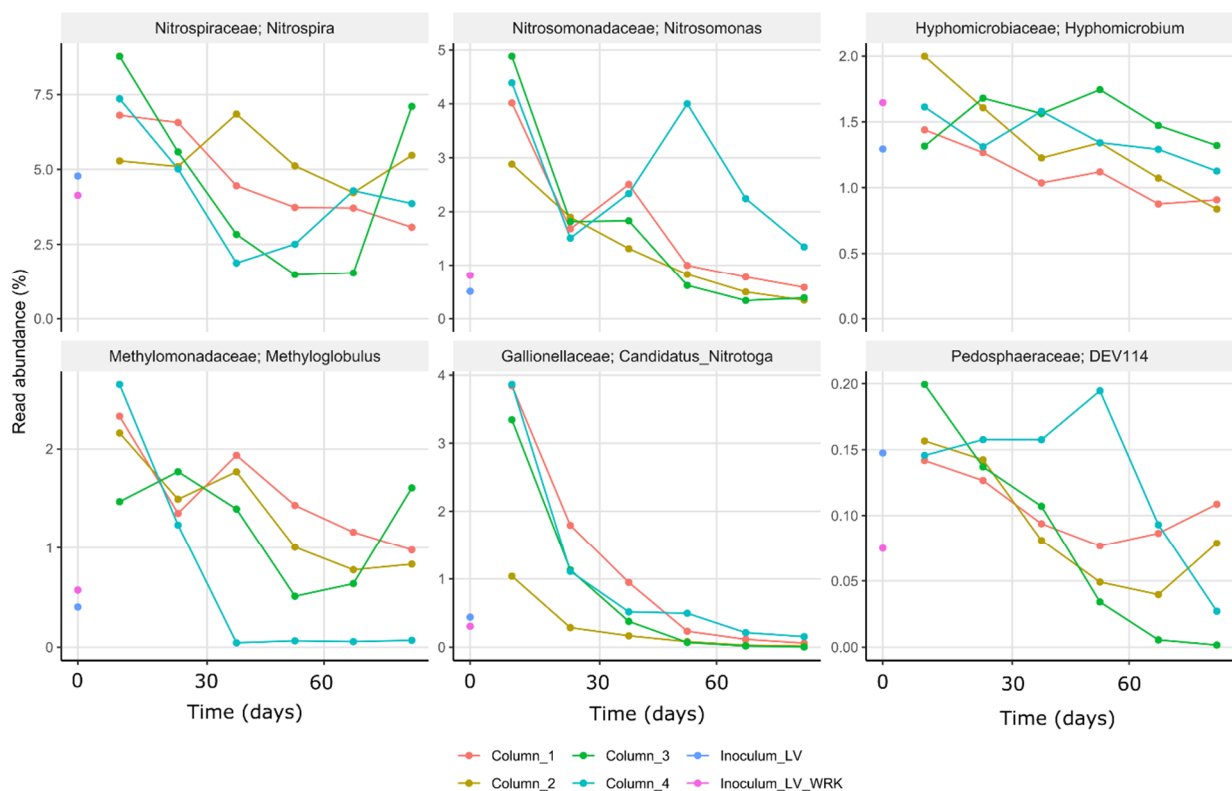 Nitrospiraceae; Nitrospira
Nitrosomonadaceae; Nitrosomonas
Hyphomicrobiaceae; Hyphomicrobium
7.5
5.0
2.5
0.0
5
4
3
2
1
0
2.0
1.5
1.0
0.5
0.0
Read abundance (%)
Methylomonadaceae; Methyloglobulus
Gallionellaceae; Candidatus_Nitrotoga
Pedosphaeraceae; DEV114
2
1
0
4
3
2
1
0
0.20
0.15
0.10
0.05
0.00
0 30 60
0 30 60
0 30 60
Time (days)
Time (days)
Time (days)
Column_1 Column_3 Inoculum_LV
Column_2 Column_4 Inoculum_LV_WRK